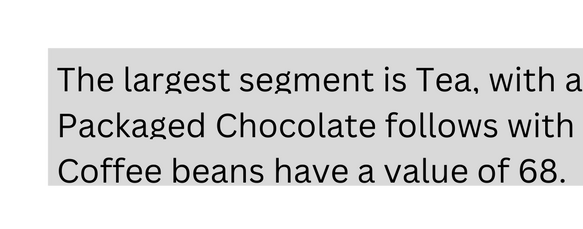 The largest segment is Tea, with a
Packaged Chocolate follows with
Coffee beans have a value of 68.